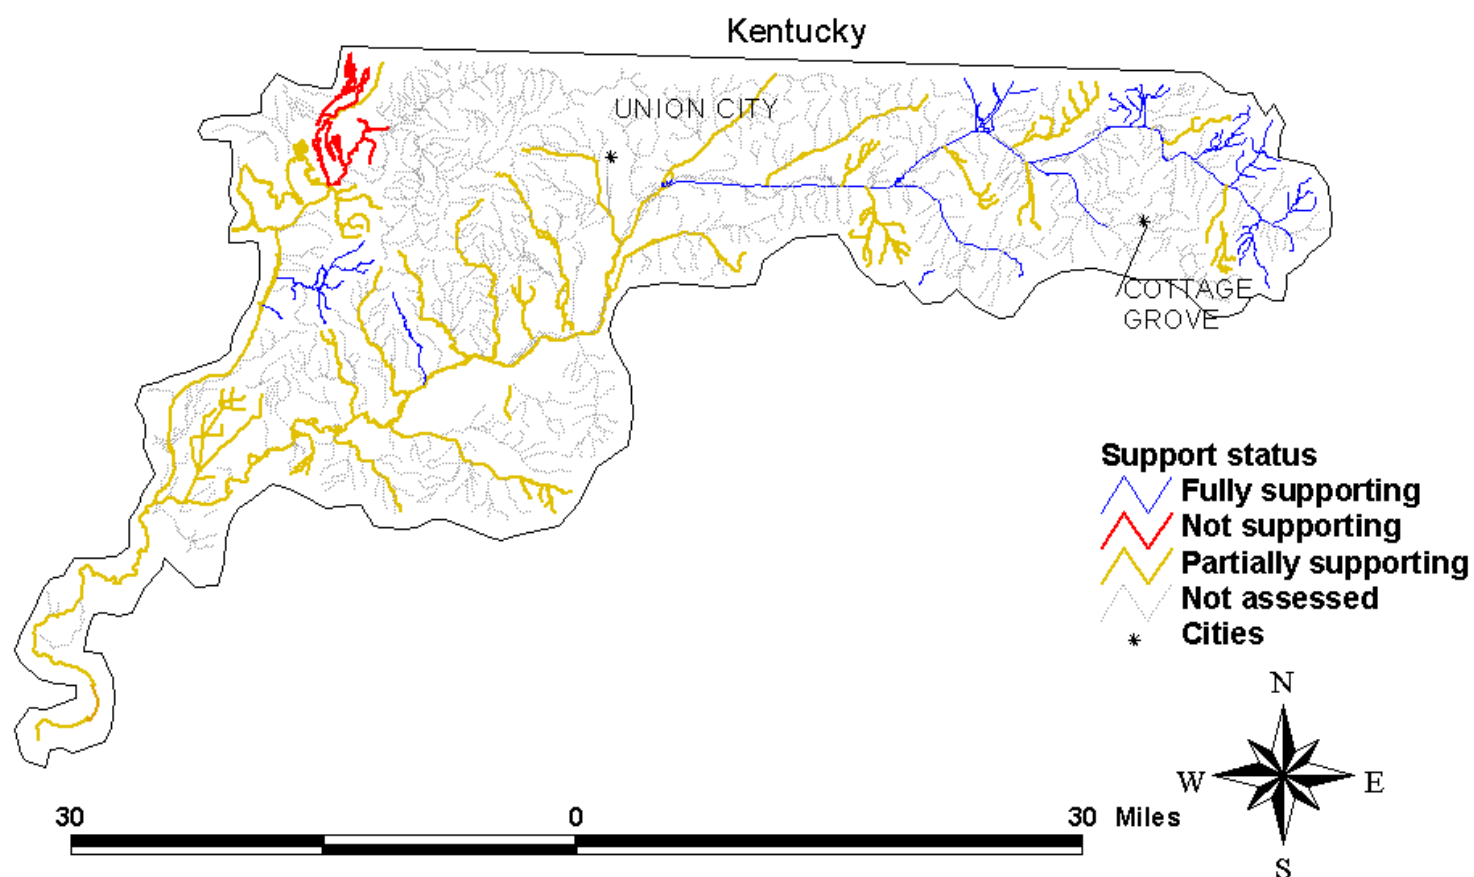 Kentucky
UNION CITY
COTTAGE
GROVE
Support status
Fully supporting
Not supporting
Partially supporting
Not assessed
Cities
N
W E
S
30 0 30 Miles